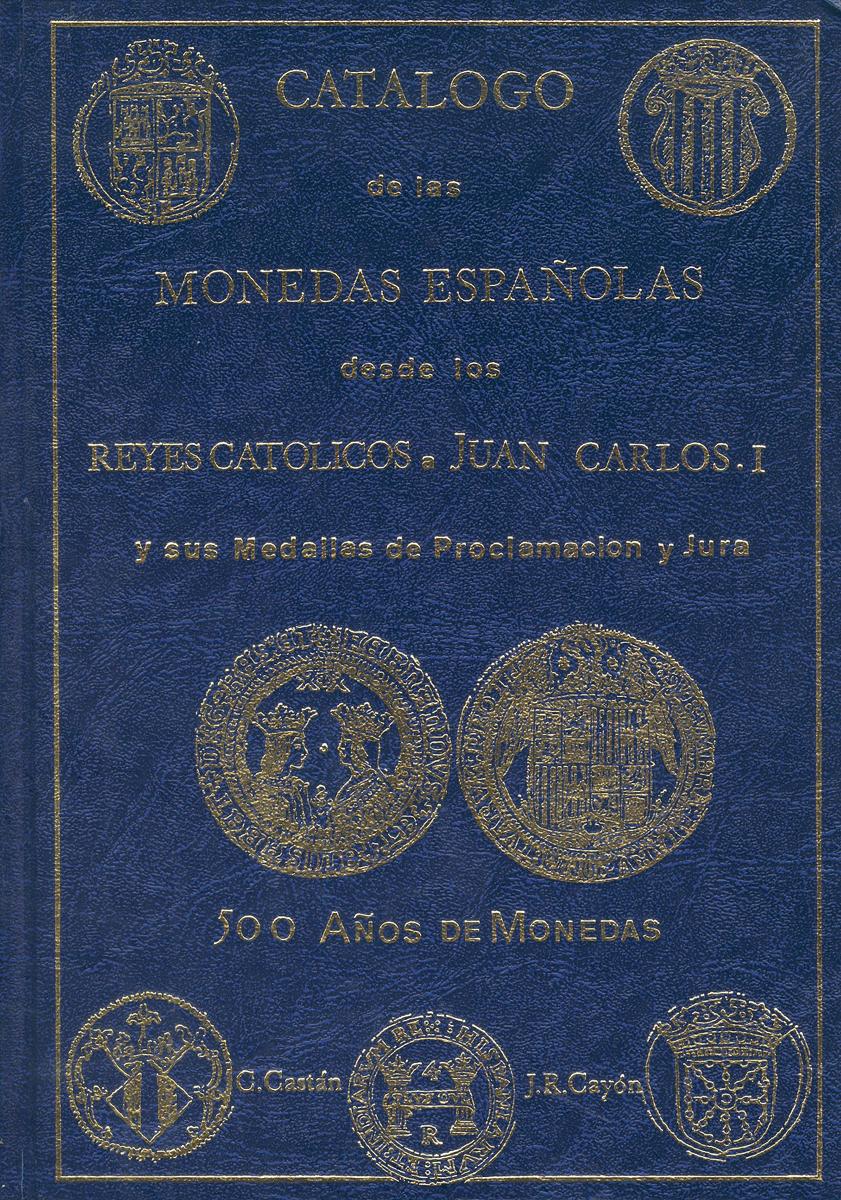 CATALOGO
de las
MONEDAS ESPAÑOLAS
desde los
REYES CATOLICOS a JUAN CARLOS.I
y sus Medallas de Proclamacion y Jura
500 AÑOS DE MONEDAS
C.Castán
J.R.Cayón
4
R